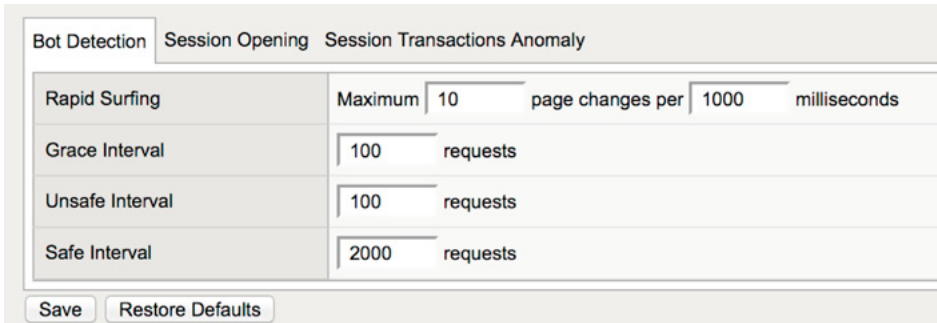 Bot Detection Session Opening Session Transactions Anomaly
Rapid Surfing Maximum 10 page changes per 1000 milliseconds
Grace Interval 100 requests
Unsafe Interval 100 requests
Safe Interval 2000 requests
Save Restore Defaults